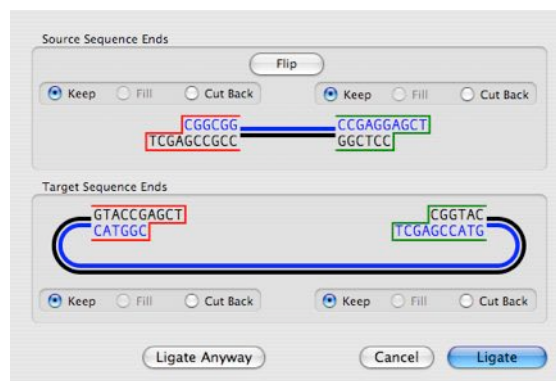 Source Sequence Ends
Flip
Keep Fill Cut Back Keep Fill Cut Back
CGGCGG CCGAGGAGCT
TCGAGCCGCC GGCTCC
Target Sequence Ends
GTACCGAGCT CGGTAC
CATGGC TCGAGCCATG
Keep Fill Cut Back Keep Fill Cut Back
Ligate Anyway Cancel Ligate